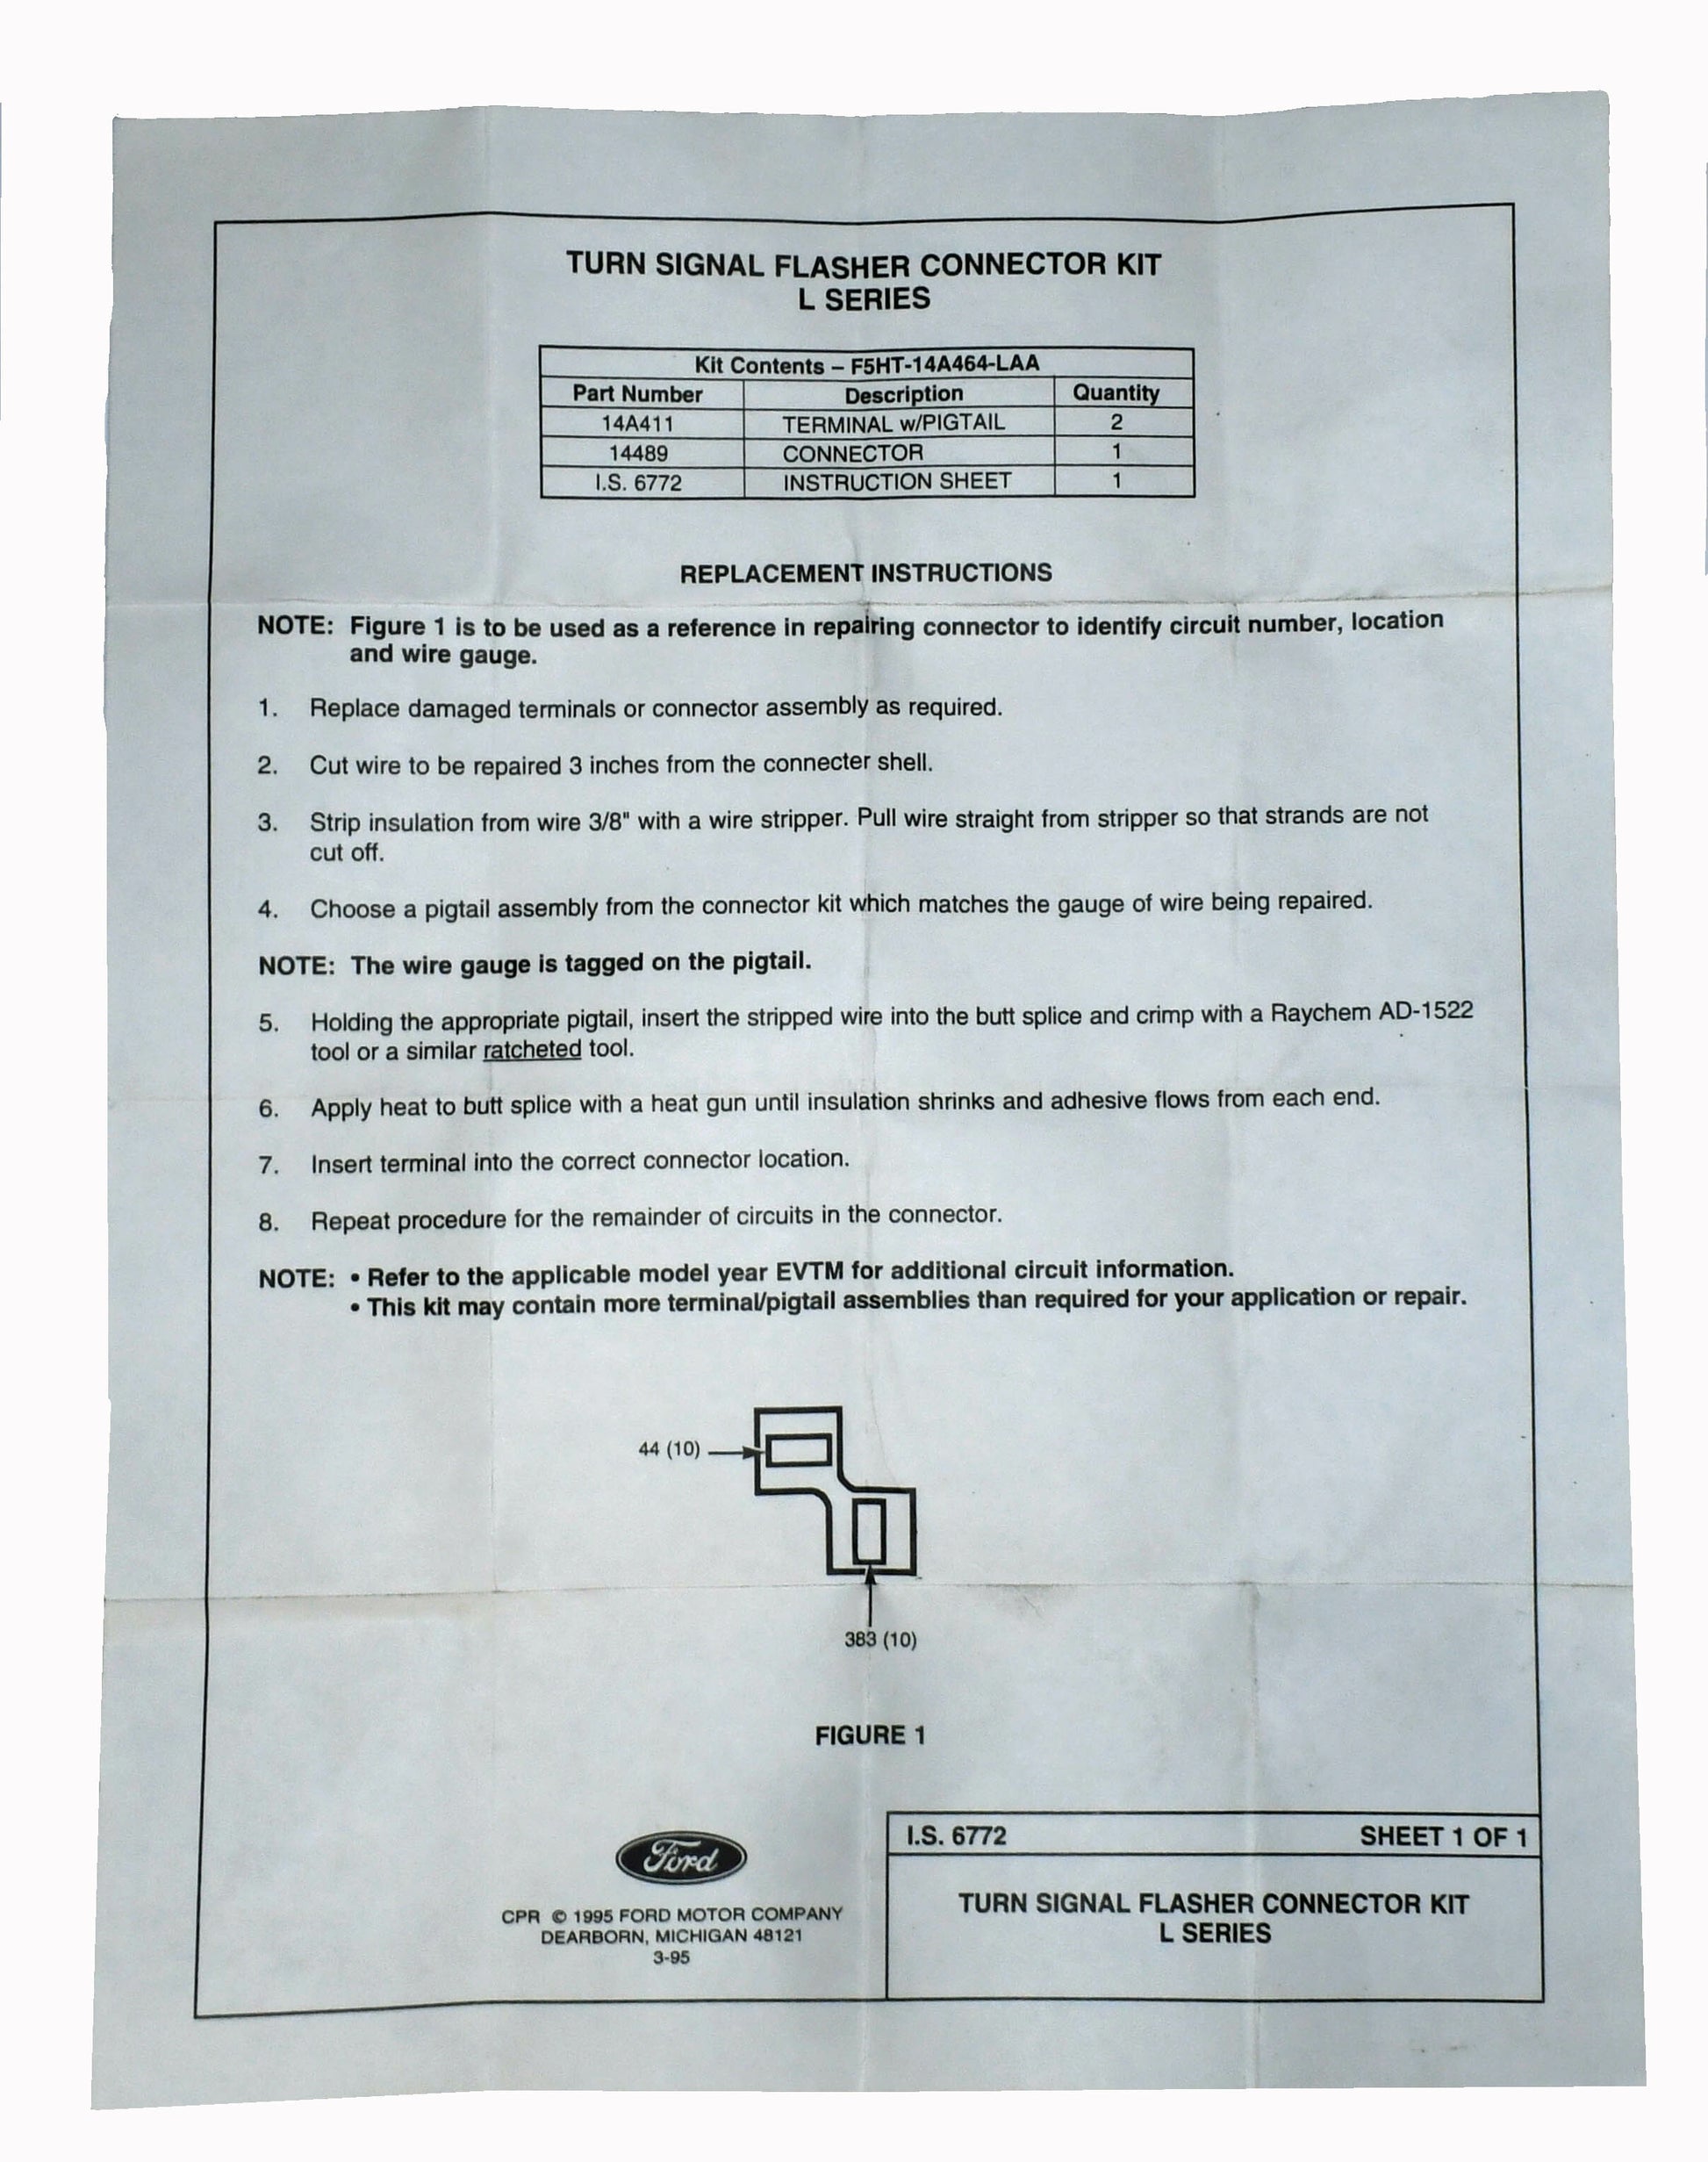 TURN SIGNAL FLASHER CONNECTOR KIT
L SERIES
Kit Contents – F5HT-14A464-LAA
Part Number Description Quantity
14A411 TERMINAL w/PIGTAIL 2
14489 CONNECTOR 1
I.S. 6772 INSTRUCTION SHEET 1
REPLACEMENT INSTRUCTIONS
NOTE: Figure 1 is to be used as a reference in repairing connector to identify circuit number, location
and wire gauge.
1. Replace damaged terminals or connector assembly as required.
2. Cut wire to be repaired 3 inches from the connecter shell.
3. Strip insulation from wire 3/8" with a wire stripper. Pull wire straight from stripper so that strands are not
cut off.
4. Choose a pigtail assembly from the connector kit which matches the gauge of wire being repaired.
NOTE: The wire gauge is tagged on the pigtail.
5. Holding the appropriate pigtail, insert the stripped wire into the butt splice and crimp with a Raychem AD-1522
tool or a similar ratcheted tool.
6. Apply heat to butt splice with a heat gun until insulation shrinks and adhesive flows from each end.
7. Insert terminal into the correct connector location.
8. Repeat procedure for the remainder of circuits in the connector.
NOTE: • Refer to the applicable model year EVTM for additional circuit information.
• This kit may contain more terminal/pigtail assemblies than required for your application or repair.
44 (10)
383 (10)
FIGURE 1
Ford
CPR © 1995 FORD MOTOR COMPANY
DEARBORN, MICHIGAN 48121
3-95
I.S. 6772 SHEET 1 OF 1
TURN SIGNAL FLASHER CONNECTOR KIT
L SERIES